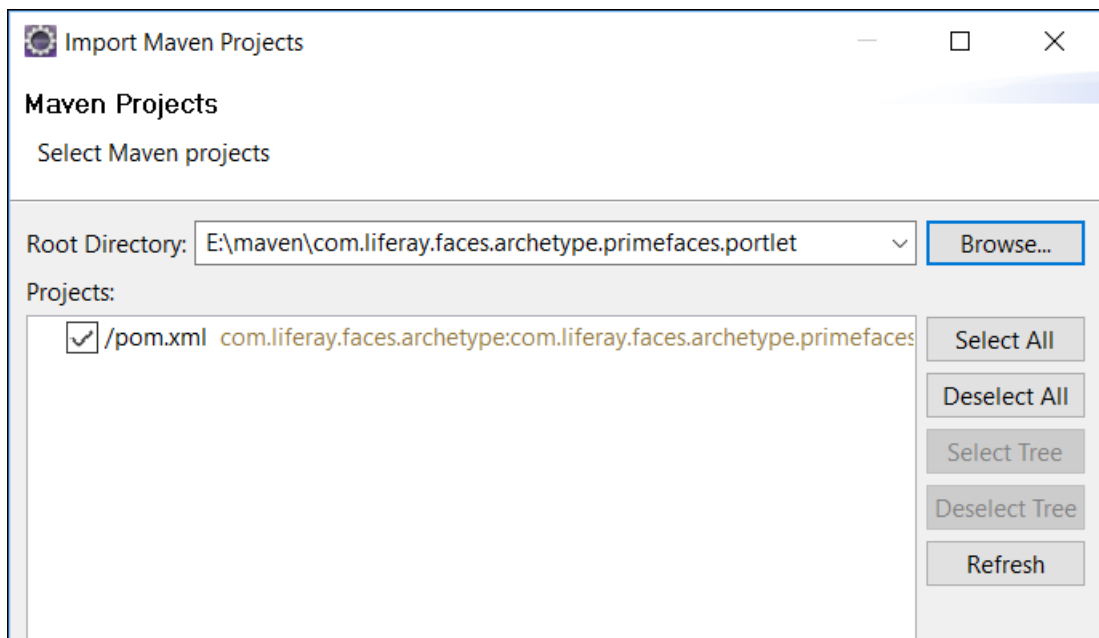 Import Maven Projects
Maven Projects
Select Maven projects
Root Directory: E:\maven\com.liferay.faces.archetype.primefaces.portlet Browse...
Projects:
/pom.xml com.liferay.faces.archetype:com.liferay.faces.archetype.primefaces
Select All
Deselect All
Select Tree
Deselect Tree
Refresh